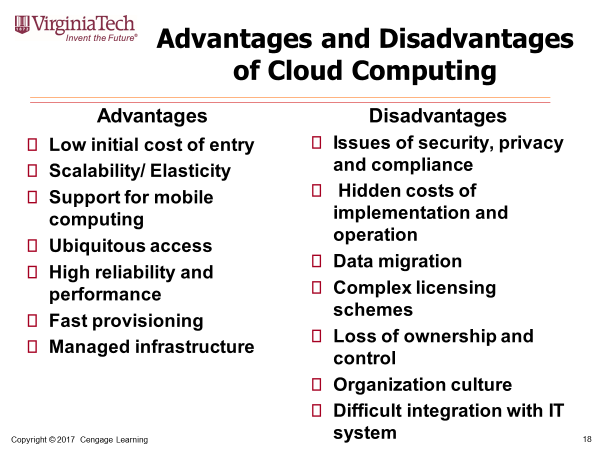 VirginiaTech
1872
Invent the Future®
Advantages and Disadvantages
of Cloud Computing
Advantages
Low initial cost of entry
Scalability/ Elasticity
Support for mobile
computing
Ubiquitous access
High reliability and
performance
Fast provisioning
Managed infrastructure
Disadvantages
Issues of security, privacy
and compliance
Hidden costs of
implementation and
operation
Data migration
Complex licensing
schemes
Loss of ownership and
control
Organization culture
Difficult integration with IT
system
Copyright © 2017 Cengage Learning
18